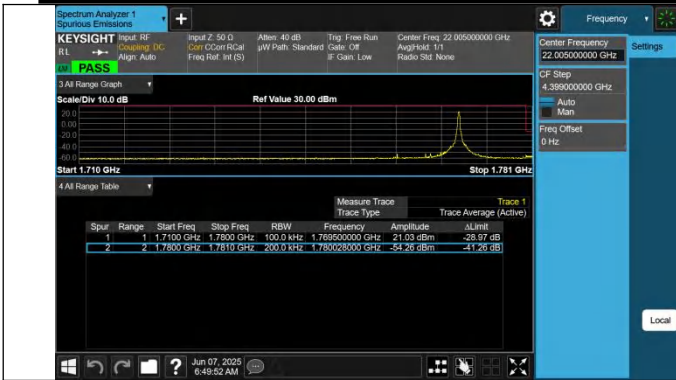 Spectrum Analyzer 1
Spurious Emissions
Frequency
KEYSIGHT
RL
Input: RF
Coupling: DC
Align: Auto
Input Z: 50 Ω
Corr CCorr RCal
Freq Ref: Int (S)
Atten: 40 dB
µW Path: Standard
Trig: Free Run
Gate: Off
IF Gain: Low
Center Freq: 22.005000000 GHz
Avg|Hold: 1/1
Radio Std: None
PASS
Center Frequency
22.005000000 GHz
Settings
CF Step
4.399000000 GHz
Auto
Man
Freq Offset
0 Hz
3 All Range Graph
Scale/Div 10.0 dB
Ref Value 30.00 dBm
20.0
0.00
-20.0
-40.0
-60.0
Start 1.710 GHz
Stop 1.781 GHz
4 All Range Table
Measure Trace Trace 1
Trace Type Trace Average (Active)
Spur Range Start Freq Stop Freq RBW Frequency Amplitude ΔLimit
1 1 1.7100 GHz 1.7800 GHz 100.0 kHz 1.769500000 GHz 21.03 dBm -28.97 dB
2 2 1.7800 GHz 1.7810 GHz 200.0 kHz 1.780028000 GHz -54.26 dBm -41.26 dB
Local
?
Jun 07, 2025
6:49:52 AM